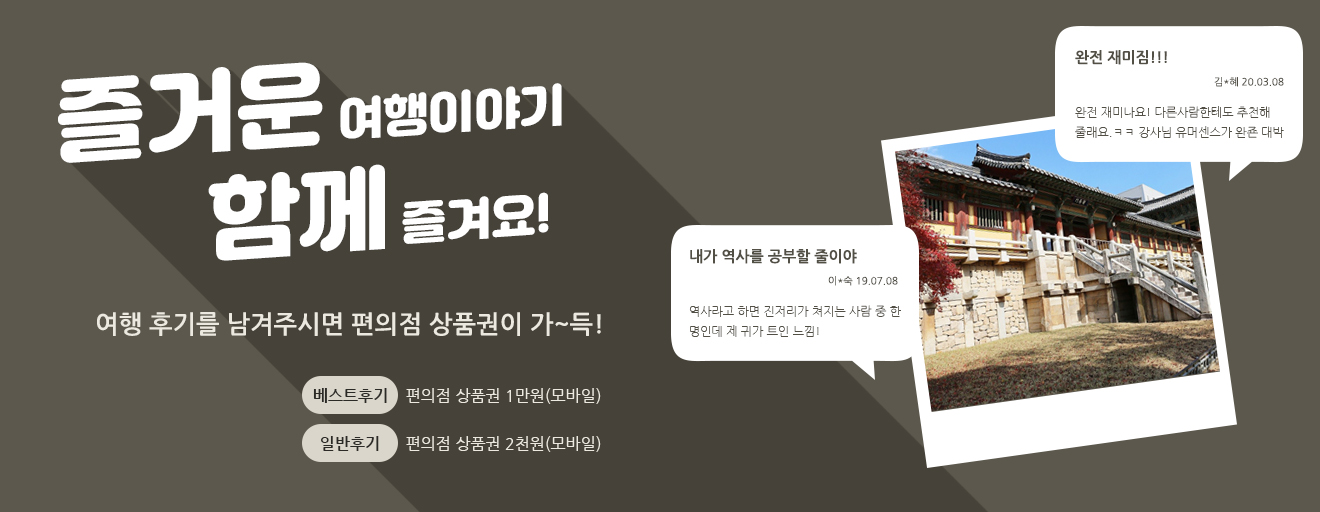 즐거운 여행이야기
함께 즐겨요!
여행 후기를 남겨주시면 편의점 상품권이 가~득!
베스트후기 편의점 상품권 1만원(모바일)
일반후기 편의점 상품권 2천원(모바일)
내가 역사를 공부할 줄이야
이*숙 19.07.08
역사라고 하면 진저리가 쳐지는 사람 중 한
명인데 제 귀가 트인 느낌!
완전 재미짐!!!
김*혜 20.03.08
완전 재미나요! 다른사람한테도 추천해
줄래요.ㅋㅋ 강사님 유머센스가 완죤 대박